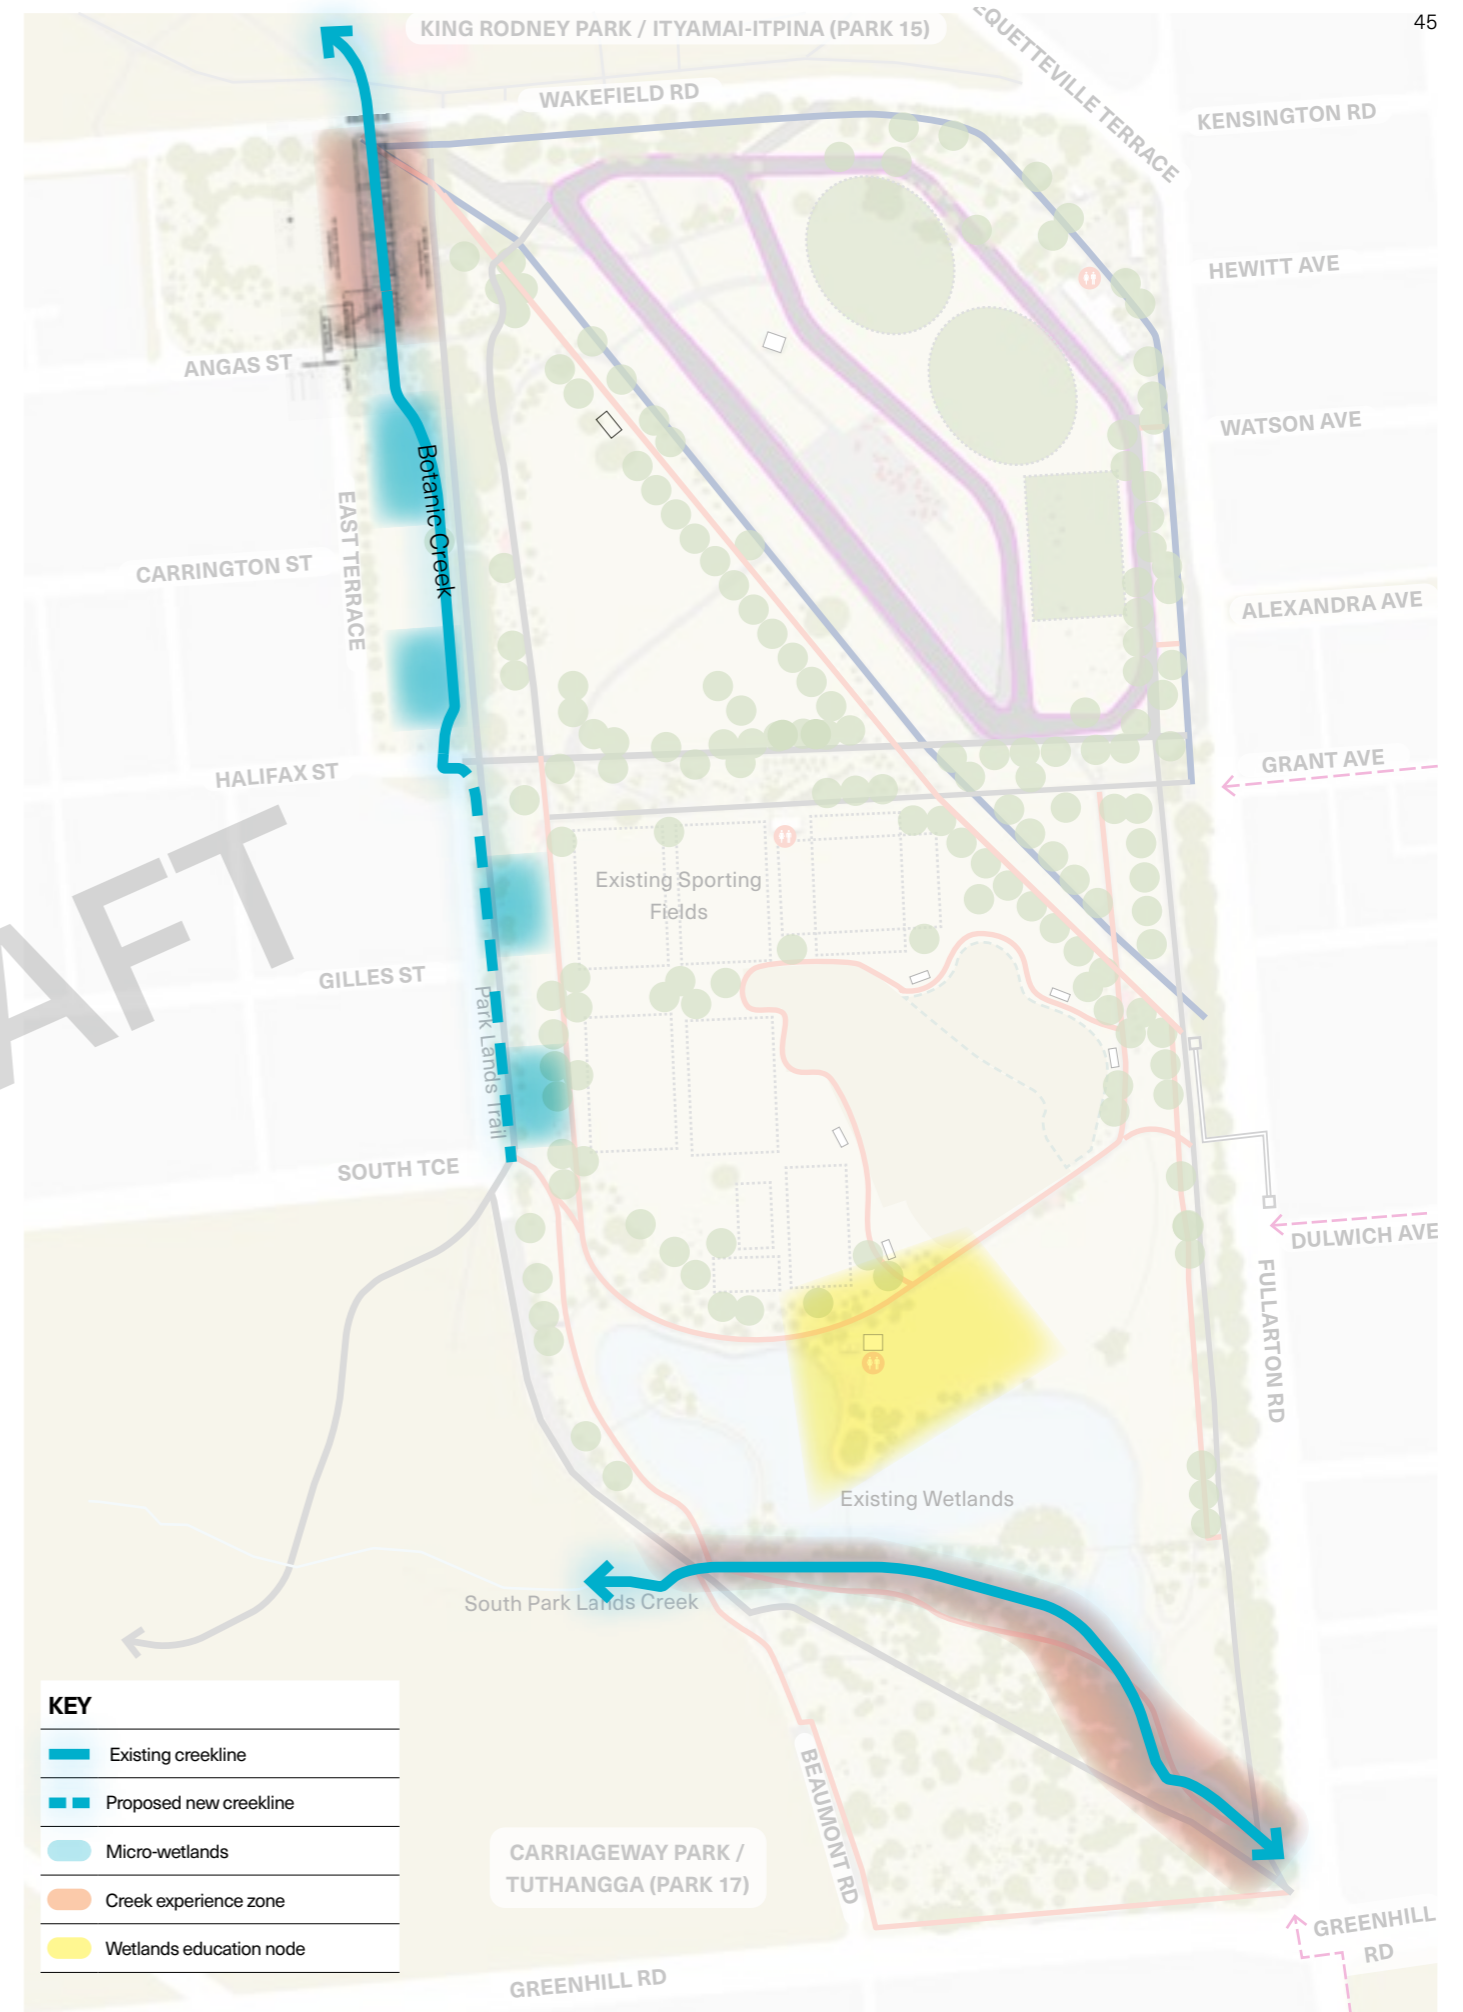 45
KING RODNEY PARK / ITYAMAI-ITPINA (PARK 15)
EQUETTEVILLE TERRACE
WAKEFIELD RD
KENSINGTON RD
HEWITT AVE
ANGAS ST
WATSON AVE
Botanic Creek
EAST TERRACE
CARRINGTON ST
ALEXANDRA AVE
GRANT AVE
HALIFAX ST
AFT
Existing Sporting
Fields
GILLES ST
Park Lands Trail
SOUTH TCE
DULWICH AVE
FULLARTON RD
Existing Wetlands
South Park Lands Creek
KEY
Existing creekline
Proposed new creekline
Micro-wetlands
Creek experience zone
Wetlands education node
BEAUMONT RD
CARRIAGEWAY PARK /
TUTHANGGA (PARK 17)
GREENHILL
RD
GREENHILL RD